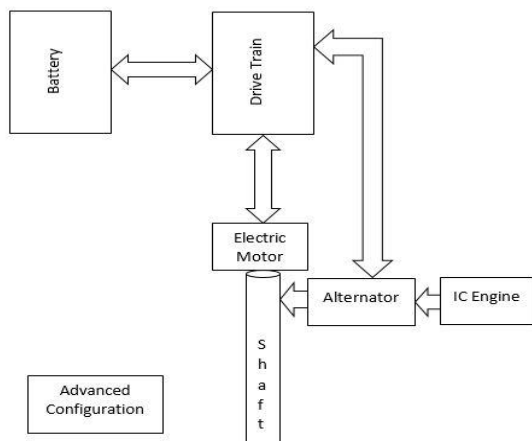 Battery
Drive Train
Electric
Motor
Alternator
IC Engine
S
h
a
f
t
Advanced
Configuration